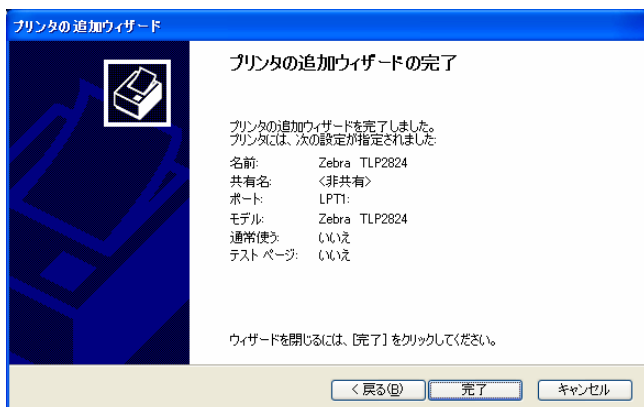 プリンタの追加ウィザード
プリンタの追加ウィザードの完了
プリンタの追加ウィザードを完了しました。
プリンタには、次の設定が指定されました:
名前: Zebra TLP2824
共有名: <非共有>
ポート: LPT1:
モデル: Zebra TLP2824
通常使う: いいえ
テスト ページ: いいえ
ウィザードを閉じるには、[完了] をクリックしてください。
< 戻る(B) 完了 キャンセル